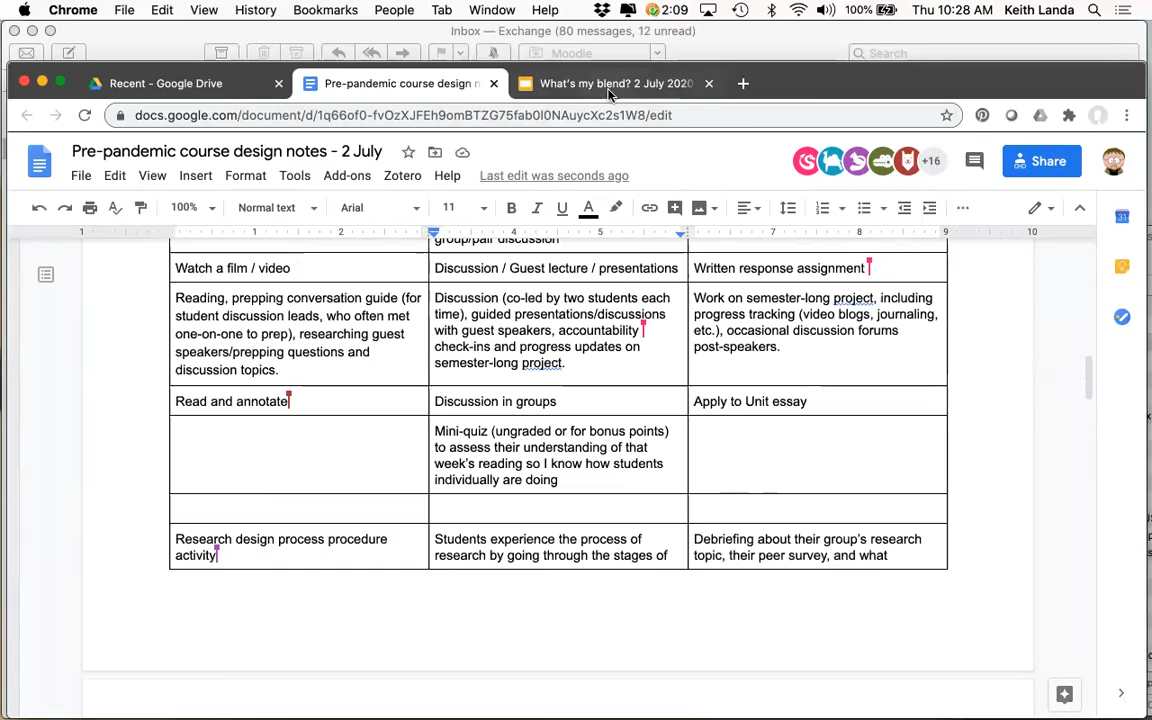 Chrome File Edit View History Bookmarks People Tab Window Help 2:09 100% Thu 10:28 AM Keith Landa
Inbox — Exchange (80 messages, 12 unread)
Moodle Search
Recent - Google Drive Pre-pandemic course design n What's my blend? 2 July 2020
docs.google.com/document/d/1q66of0-fvOzXJFEh9omBTZG75fab0I0NAuycXc2s1W8/edit
Pre-pandemic course design notes - 2 July
+16 Share
File Edit View Insert Format Tools Add-ons Zotero Help Last edit was seconds ago
100% Normal text Arial 11 B I U A
1 1 2 4 5 7 8 9 10
group/pair discussion
Watch a film / video
Discussion / Guest lecture / presentations
Written response assignment
Reading, prepping conversation guide (for
student discussion leads, who often met
one-on-one to prep), researching guest
speakers/prepping questions and
discussion topics.
Discussion (co-led by two students each
time), guided presentations/discussions
with guest speakers, accountability
check-ins and progress updates on
semester-long project.
Work on semester-long project, including
progress tracking (video blogs, journaling,
etc.), occasional discussion forums
post-speakers.
Read and annotate
Discussion in groups
Apply to Unit essay
Mini-quiz (ungraded or for bonus points)
to assess their understanding of that
week's reading so I know how students
individually are doing
Research design process procedure
activity
Students experience the process of
research by going through the stages of
Debriefing about their group's research
topic, their peer survey, and what